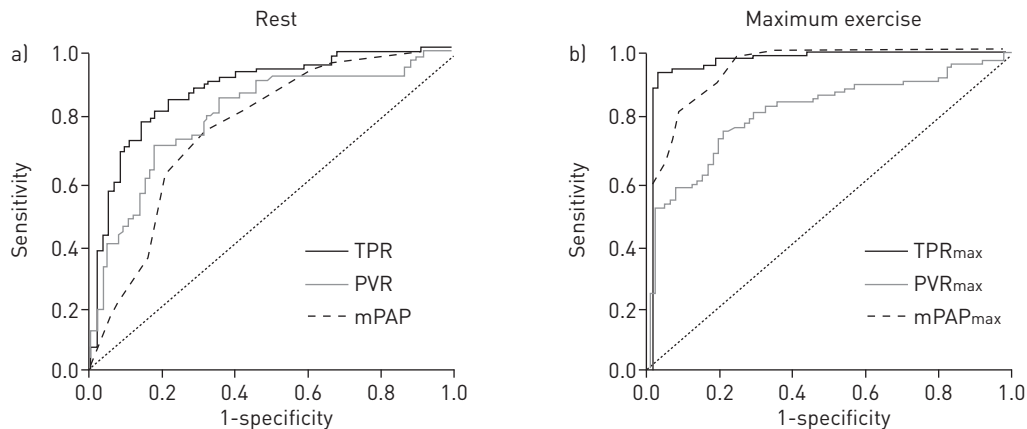 Rest
a)
1.0
0.8
0.6
0.4
0.2
0.0
Sensitivity
TPR
PVR
mPAP
0.0 0.2 0.4 0.6 0.8 1.0
1-specificity
Maximum exercise
b)
1.0
0.8
0.6
0.4
0.2
0.0
Sensitivity
TPRmax
PVRmax
mPAPmax
0.0 0.2 0.4 0.6 0.8 1.0
1-specificity